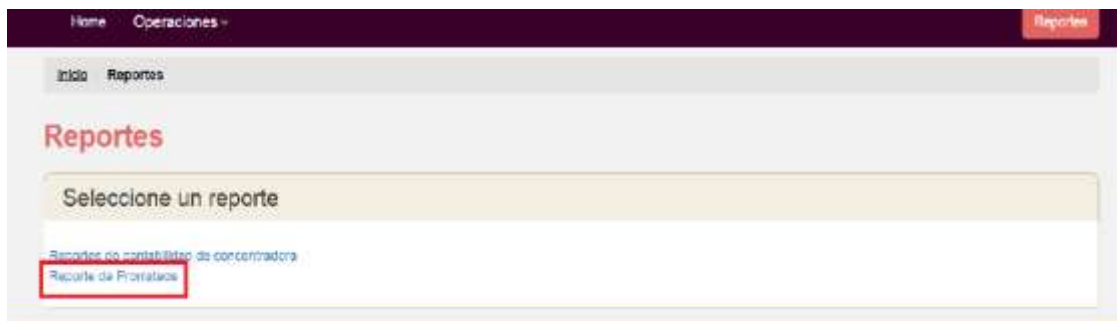 Home Operaciones Reportes
Inicio Reportes
Reportes
Seleccione un reporte
Reportes de contabilidad de concentradora
Reporte de Prorrateos